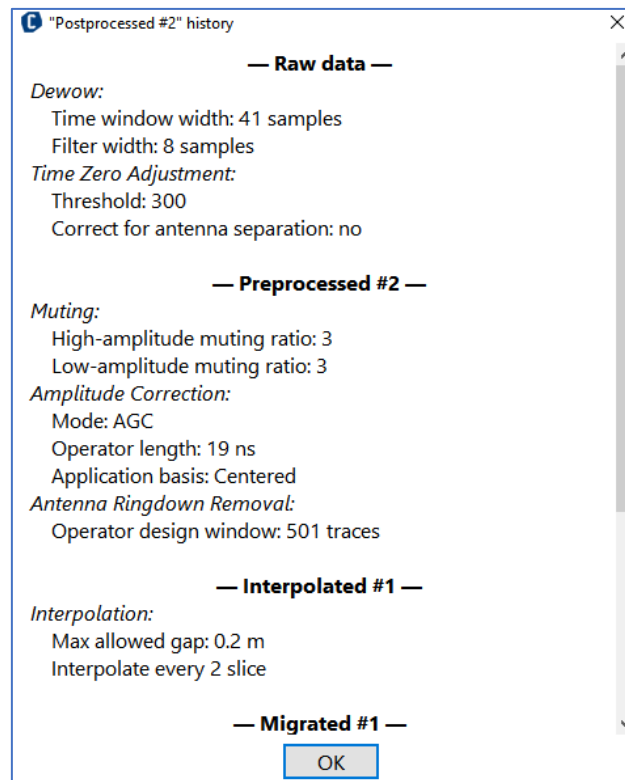 "Postprocessed #2" history
— Raw data —
Dewow:
Time window width: 41 samples
Filter width: 8 samples
Time Zero Adjustment:
Threshold: 300
Correct for antenna separation: no
— Preprocessed #2 —
Muting:
High-amplitude muting ratio: 3
Low-amplitude muting ratio: 3
Amplitude Correction:
Mode: AGC
Operator length: 19 ns
Application basis: Centered
Antenna Ringdown Removal:
Operator design window: 501 traces
— Interpolated #1 —
Interpolation:
Max allowed gap: 0.2 m
Interpolate every 2 slice
— Migrated #1 —
OK